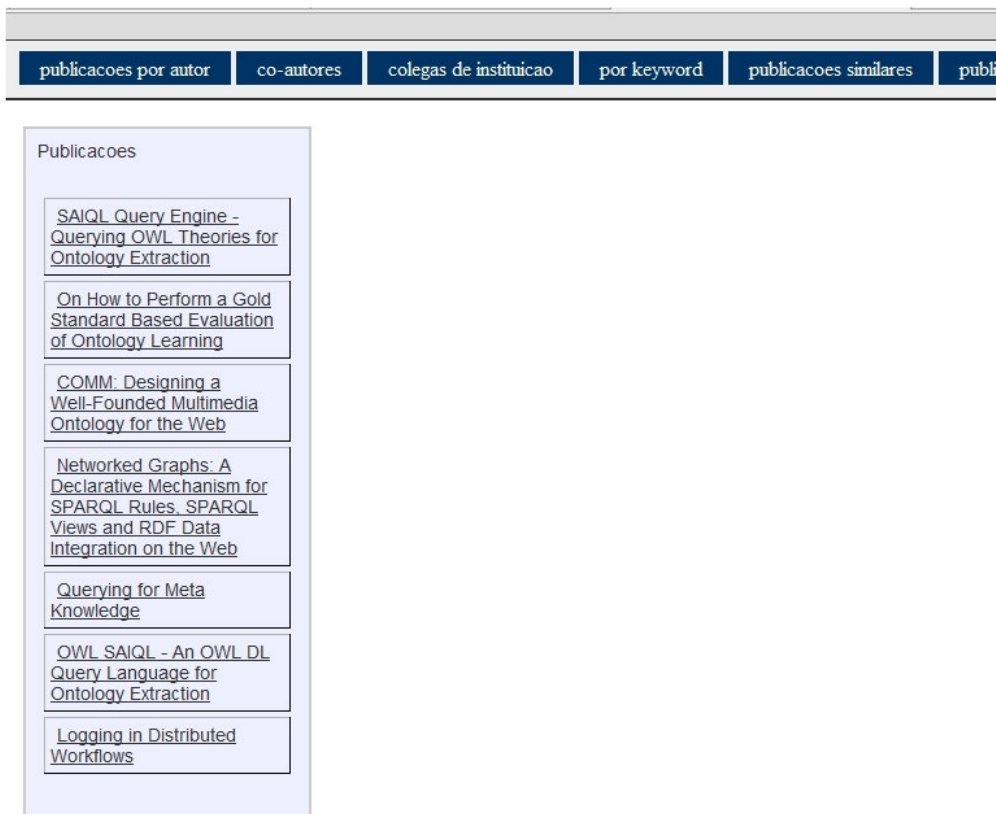 publicacoes por autor co-autores colegas de instituicao por keyword publicacoes similares publi
Publicacoes
SAIQL Query Engine -
Querying OWL Theories for
Ontology Extraction
On How to Perform a Gold
Standard Based Evaluation
of Ontology Learning
COMM: Designing a
Well-Founded Multimedia
Ontology for the Web
Networked Graphs: A
Declarative Mechanism for
SPARQL Rules, SPARQL
Views and RDF Data
Integration on the Web
Querying for Meta
Knowledge
OWL SAIQL - An OWL DL
Query Language for
Ontology Extraction
Logging in Distributed
Workflows